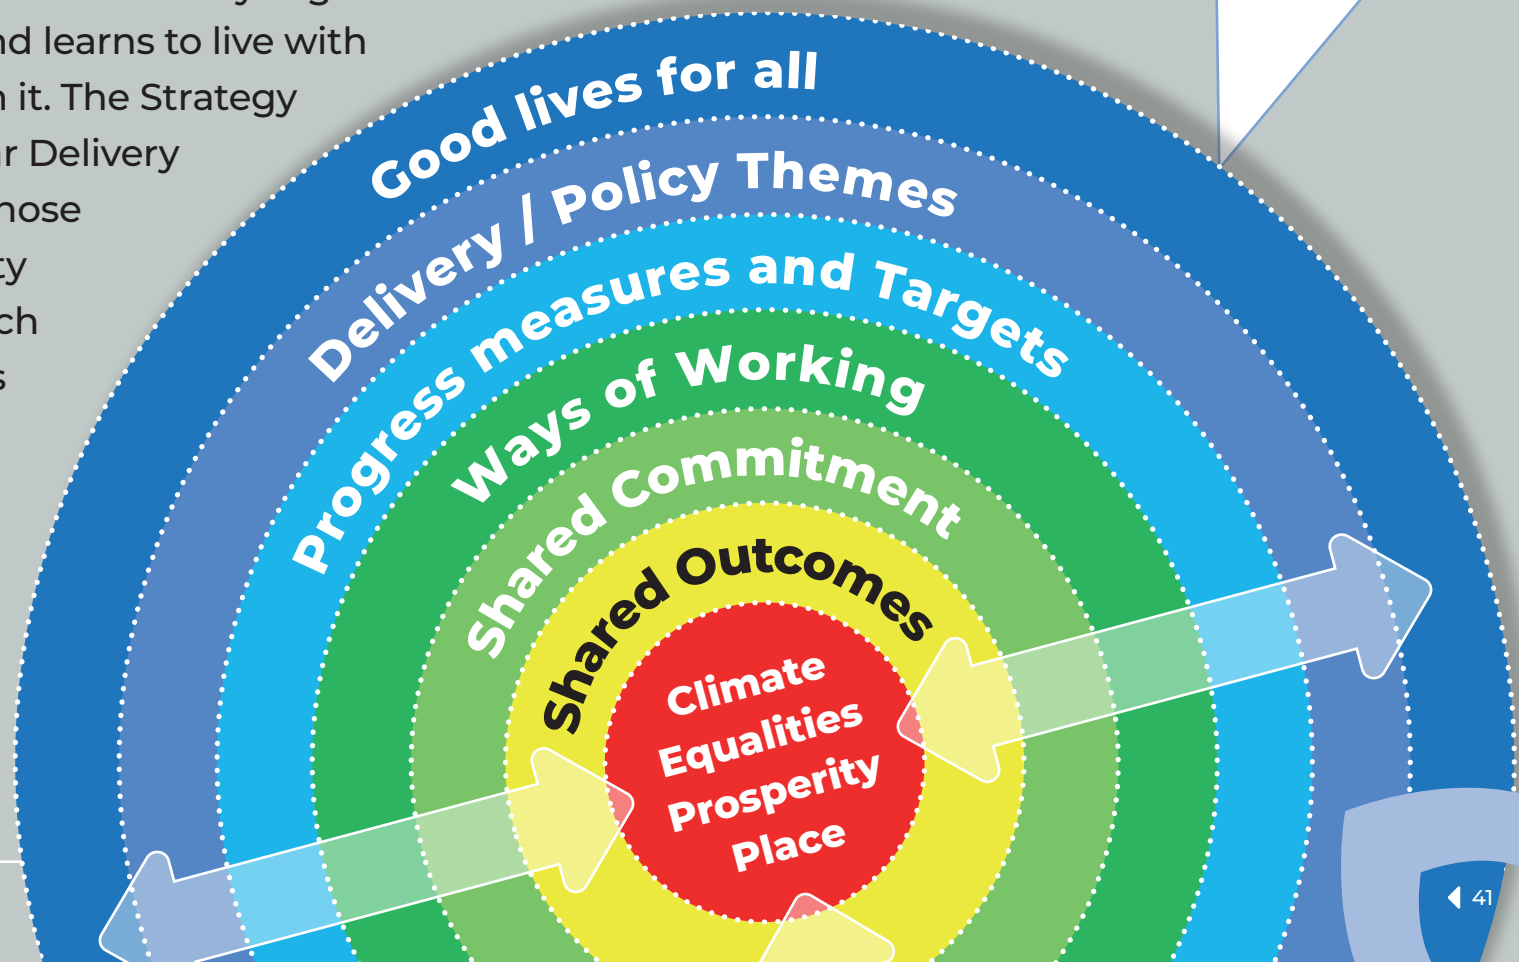 nd learns to live with
it. The Strategy
Delivery
ty
ch
s
Good lives for all
Delivery / Policy Themes
Progress measures and Targets
Ways of Working
Shared Commitment
Shared Outcomes
Climate
Equalities
Prosperity
Place
41